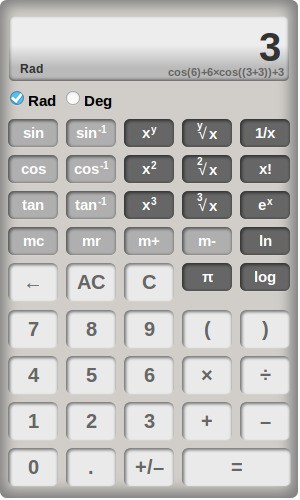 3
Rad cos(6)+6×cos((3+3))+3
Rad Deg
sin sin-1 xy y√x 1/x
cos cos-1 x2 2√x x!
tan tan-1 x3 3√x ex
mc mr m+ m- ln
← AC C π log
7 8 9 ( )
4 5 6 × ÷
1 2 3 + –
0 . +/– =